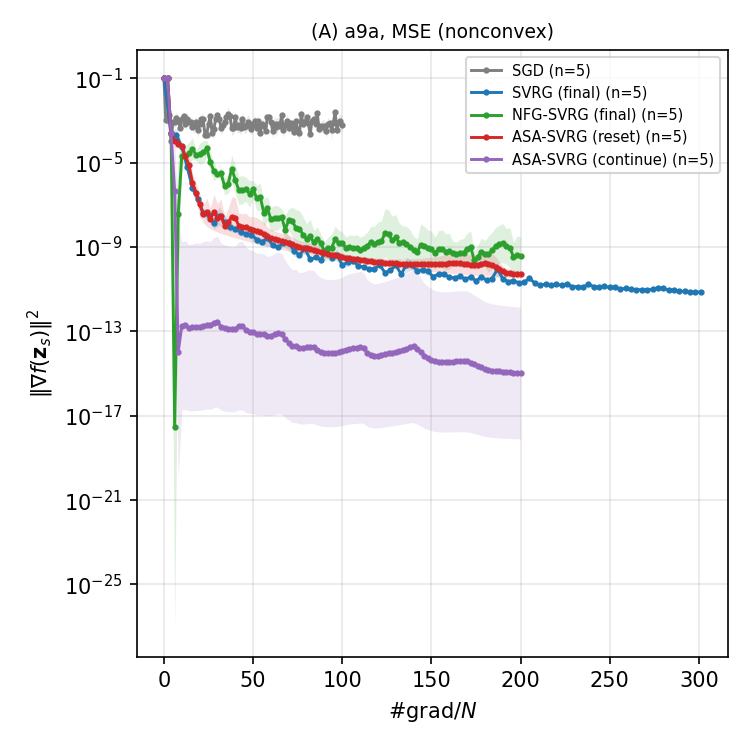 (A) a9a, MSE (nonconvex)
SGD (n=5)
SVRG (final) (n=5)
NFG-SVRG (final) (n=5)
ASA-SVRG (reset) (n=5)
ASA-SVRG (continue) (n=5)
10⁻¹
10⁻⁵
10⁻⁹
10⁻¹³
10⁻¹⁷
10⁻²¹
10⁻²⁵
‖∇f(𝐳ₛ)‖²
0 50 100 150 200 250 300
#grad/N